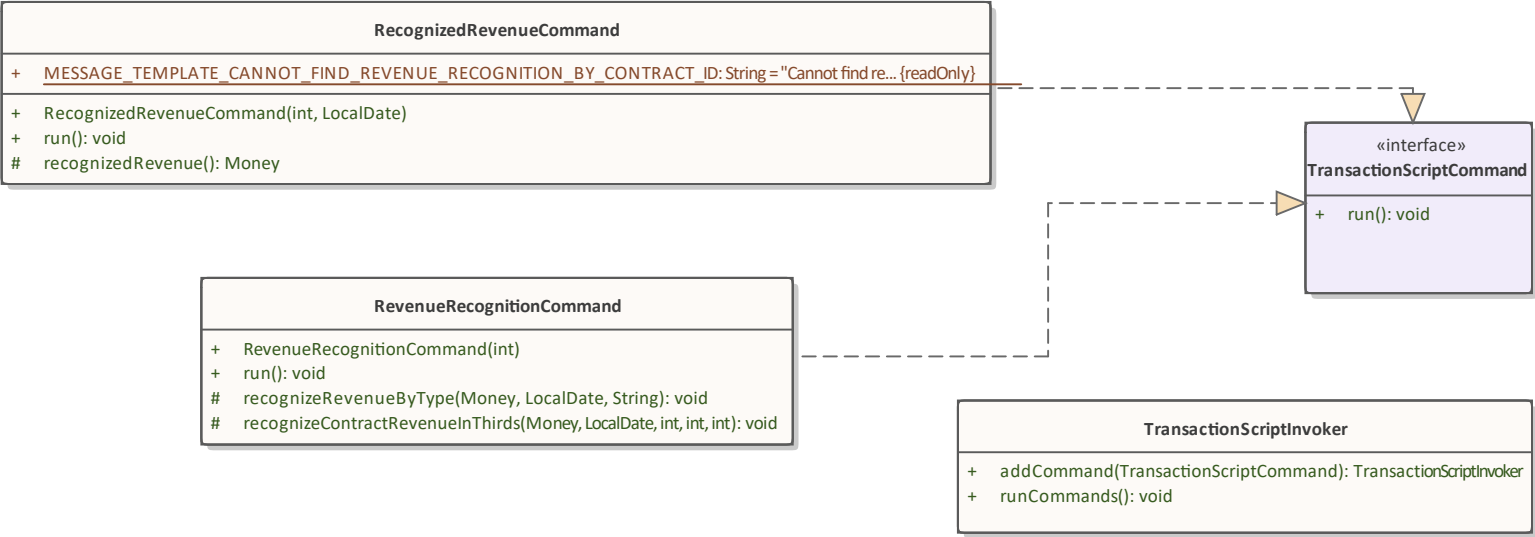 RecognizedRevenueCommand
+ MESSAGE_TEMPLATE_CANNOT_FIND_REVENUE_RECOGNITION_BY_CONTRACT_ID: String = "Cannot find re... {readOnly}
+ RecognizedRevenueCommand(int, LocalDate)
+ run(): void
# recognizedRevenue(): Money
«interface»
TransactionScriptCommand
+ run(): void
RevenueRecognitionCommand
+ RevenueRecognitionCommand(int)
+ run(): void
# recognizeRevenueByType(Money, LocalDate, String): void
# recognizeContractRevenueInThirds(Money, LocalDate, int, int, int): void
TransactionScriptInvoker
+ addCommand(TransactionScriptCommand): TransactionScriptInvoker
+ runCommands(): void